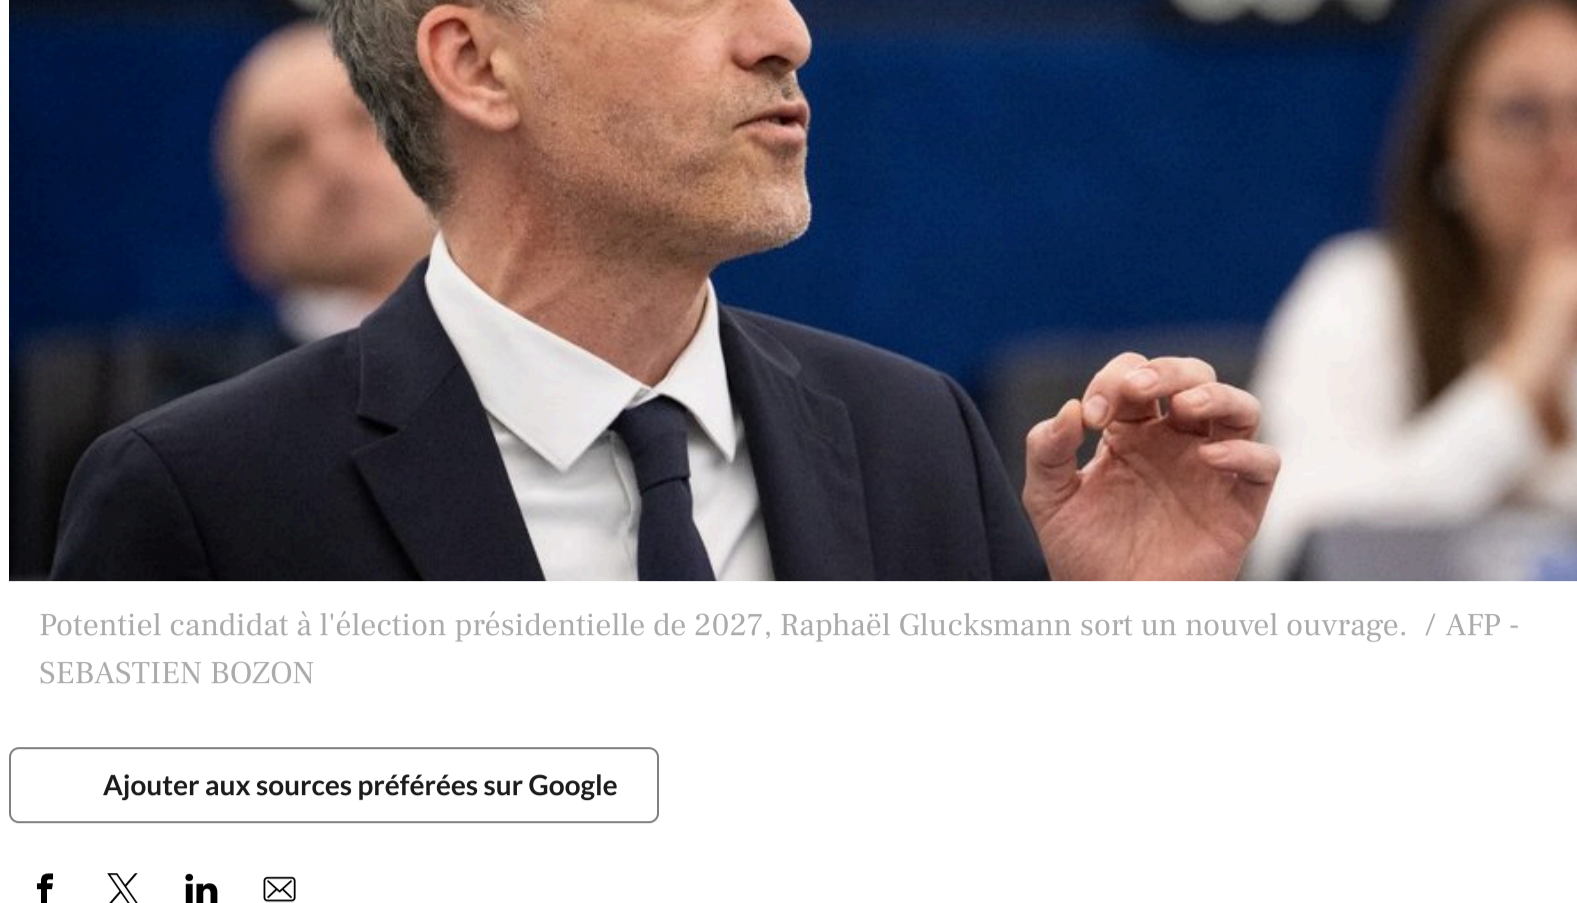 Potentiel candidat à l'élection présidentielle de 2027, Raphaël Glucksmann sort un nouvel ouvrage. / AFP -
SEBASTIEN BOZON
Ajouter aux sources préférées sur Google